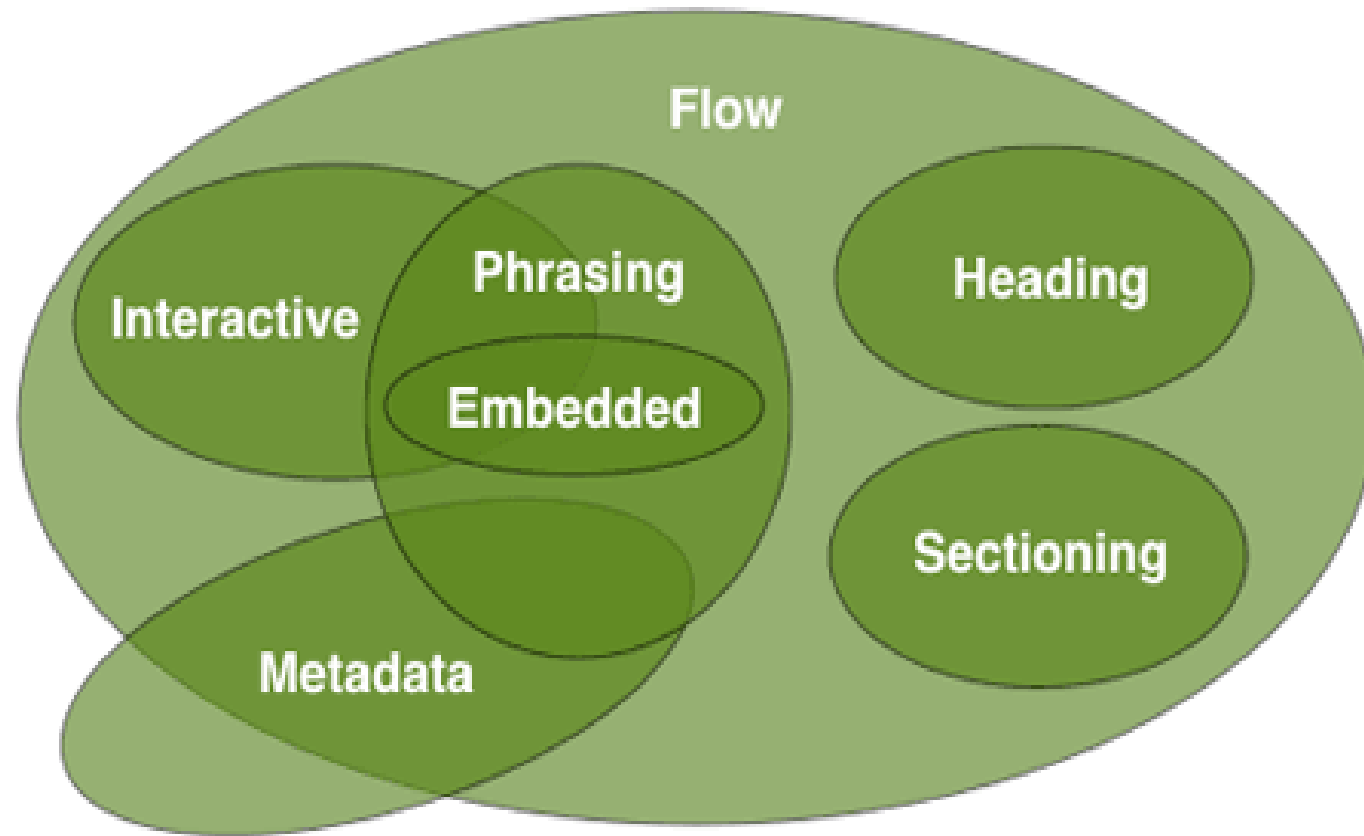 Flow
Phrasing
Heading
Interactive
Embedded
Sectioning
Metadata